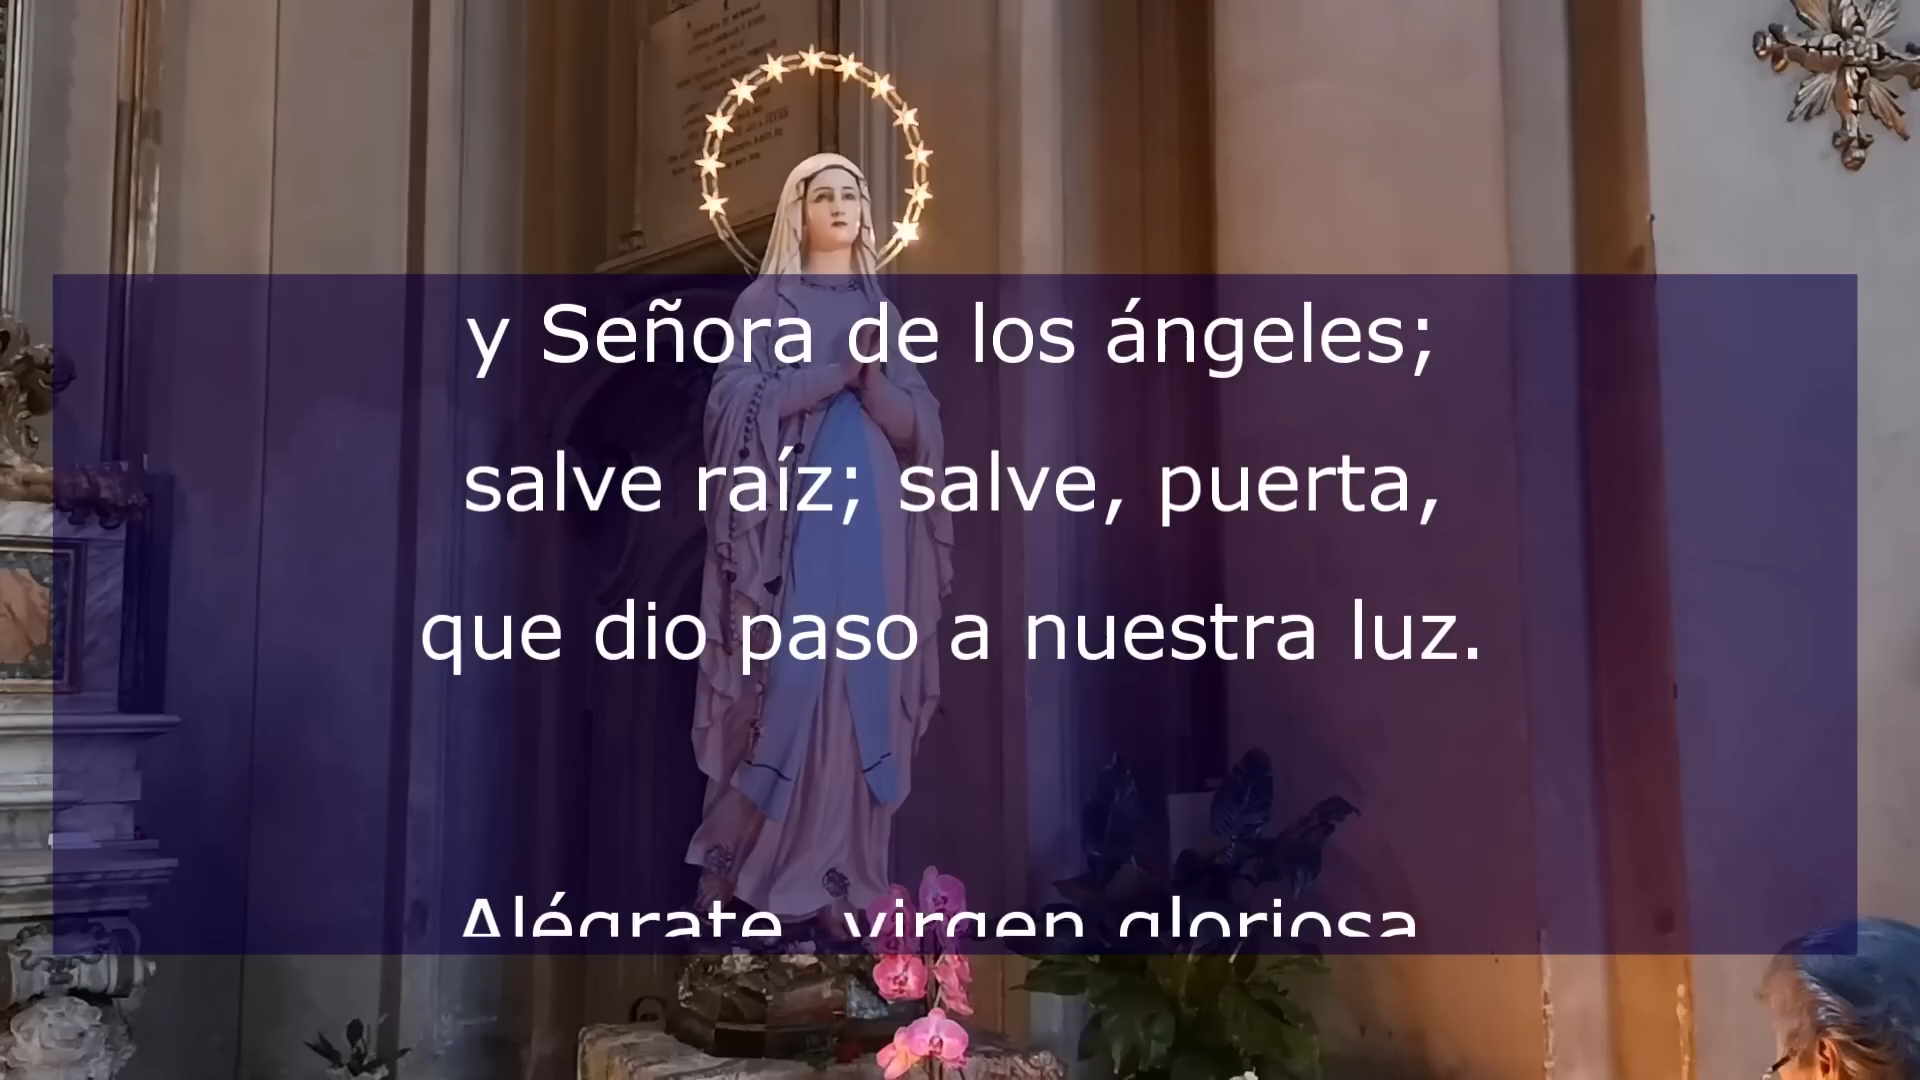 y Señora de los ángeles;
salve raíz; salve, puerta,
que dio paso a nuestra luz.
Alégrate, virgen gloriosa